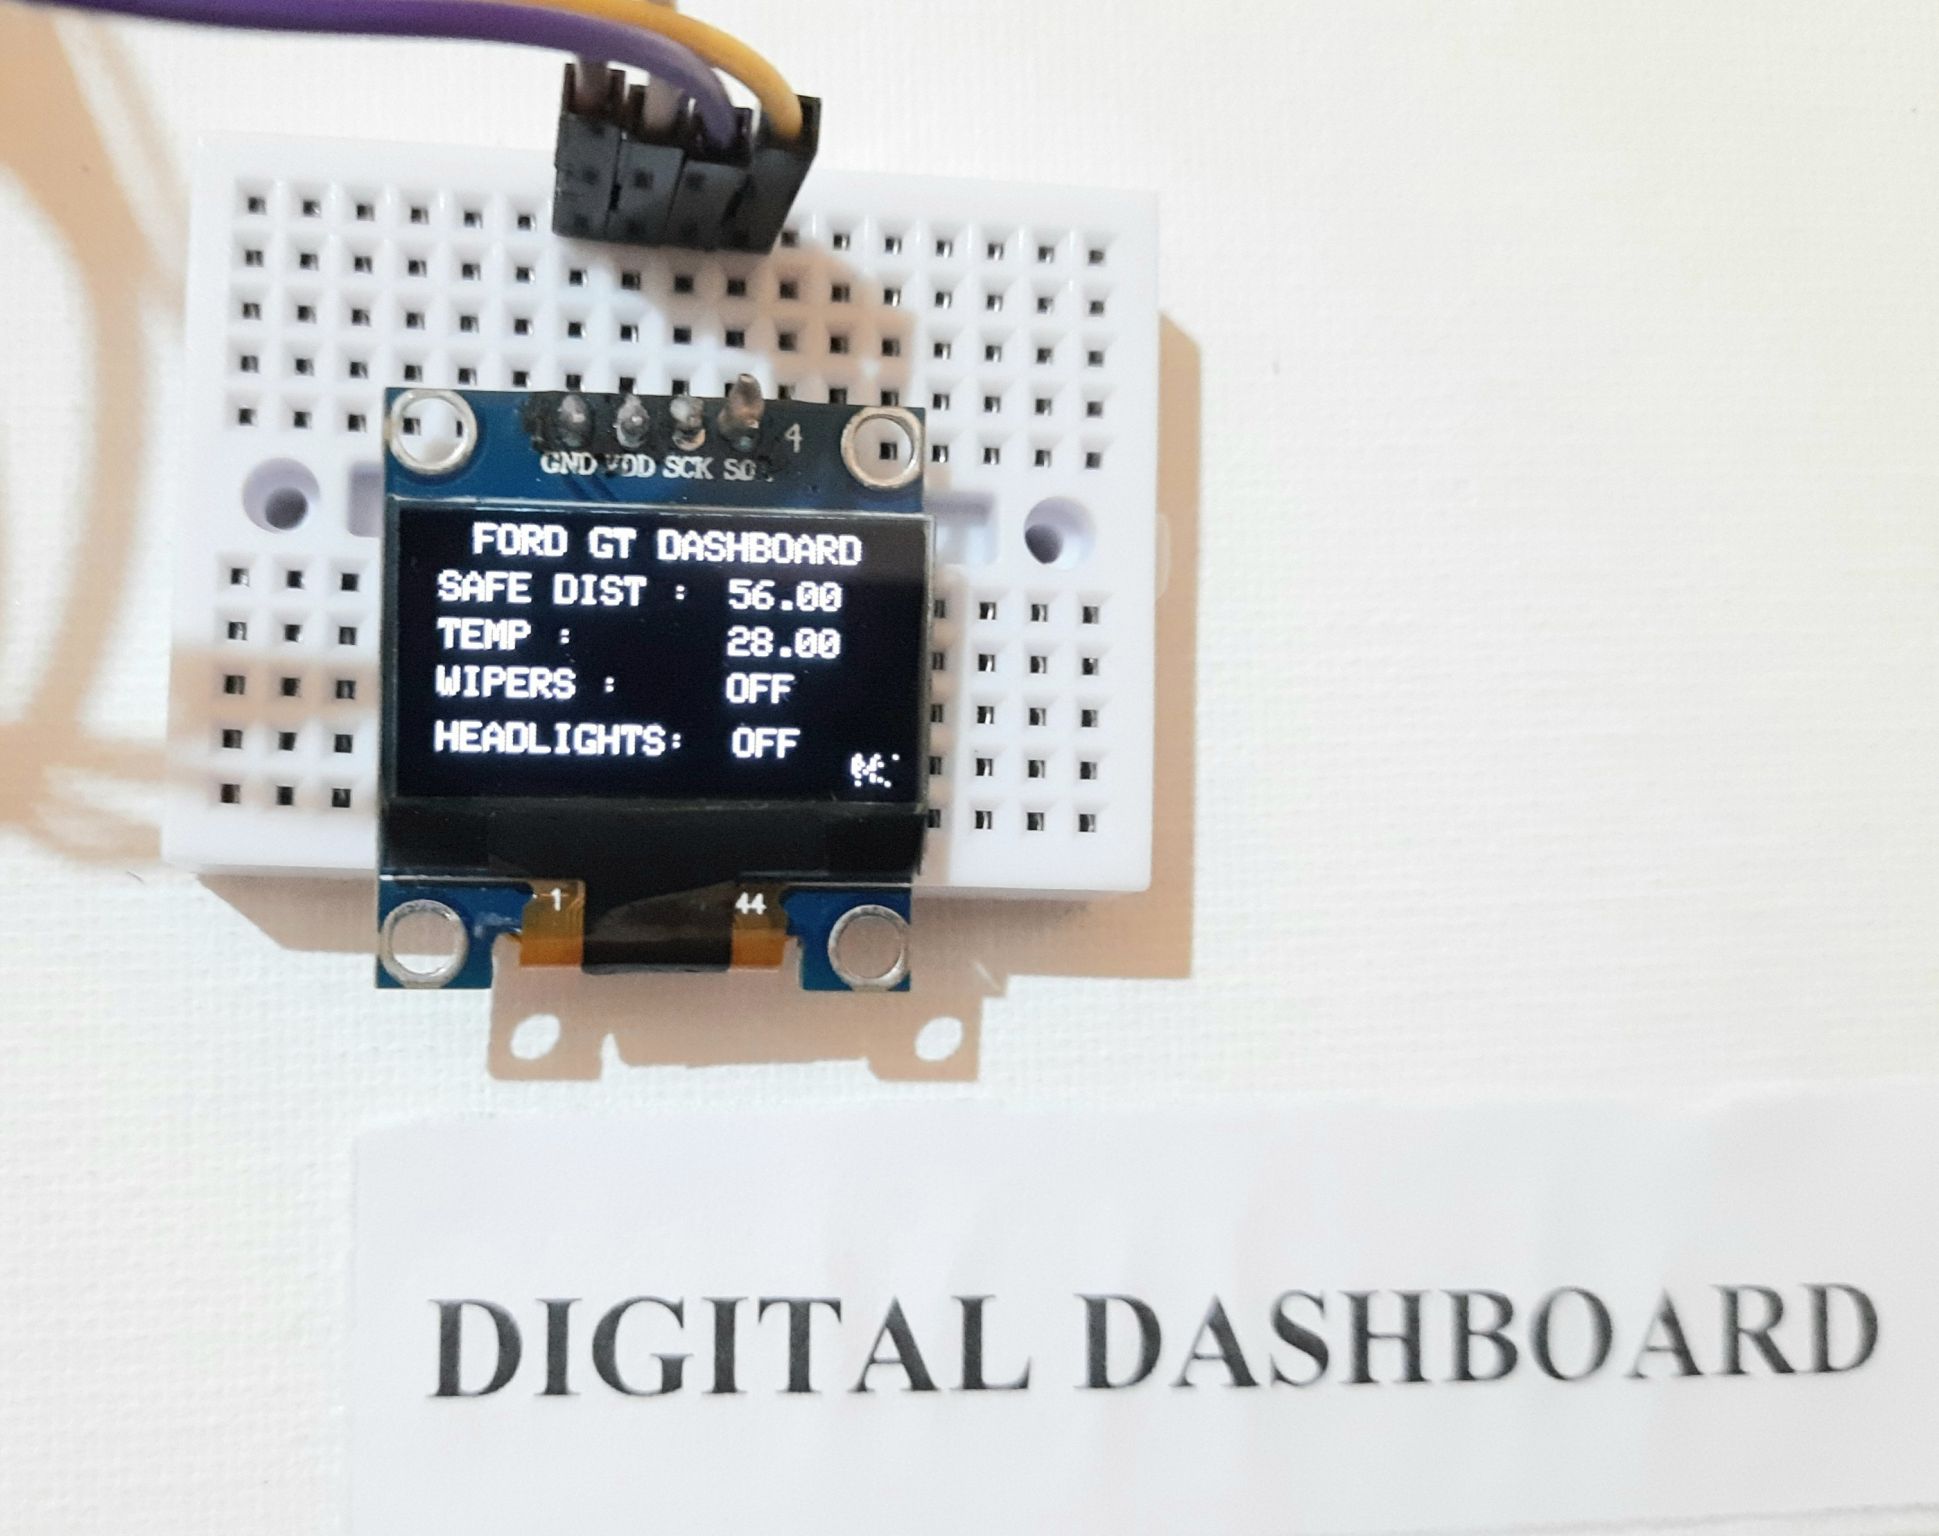 4
GND VDD SCK
FORD GT DASHBOARD
SAFE DIST : 56.00
TEMP : 28.00
WIPERS : OFF
HEADLIGHTS: OFF
1 44
DIGITAL DASHBOARD